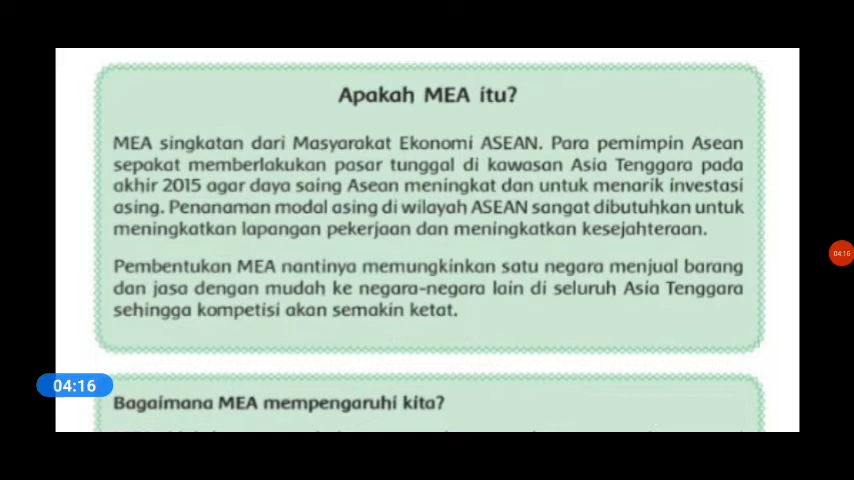 Apakah MEA itu?
MEA singkatan dari Masyarakat Ekonomi ASEAN. Para pemimpin Asean
sepakat memberlakukan pasar tunggal di kawasan Asia Tenggara pada
akhir 2015 agar daya saing Asean meningkat dan untuk menarik investasi
asing. Penanaman modal asing di wilayah ASEAN sangat dibutuhkan untuk
meningkatkan lapangan pekerjaan dan meningkatkan kesejahteraan.
Pembentukan MEA nantinya memungkinkan satu negara menjual barang
dan jasa dengan mudah ke negara-negara lain di seluruh Asia Tenggara
sehingga kompetisi akan semakin ketat.
04:16
04:16
Bagaimana MEA mempengaruhi kita?